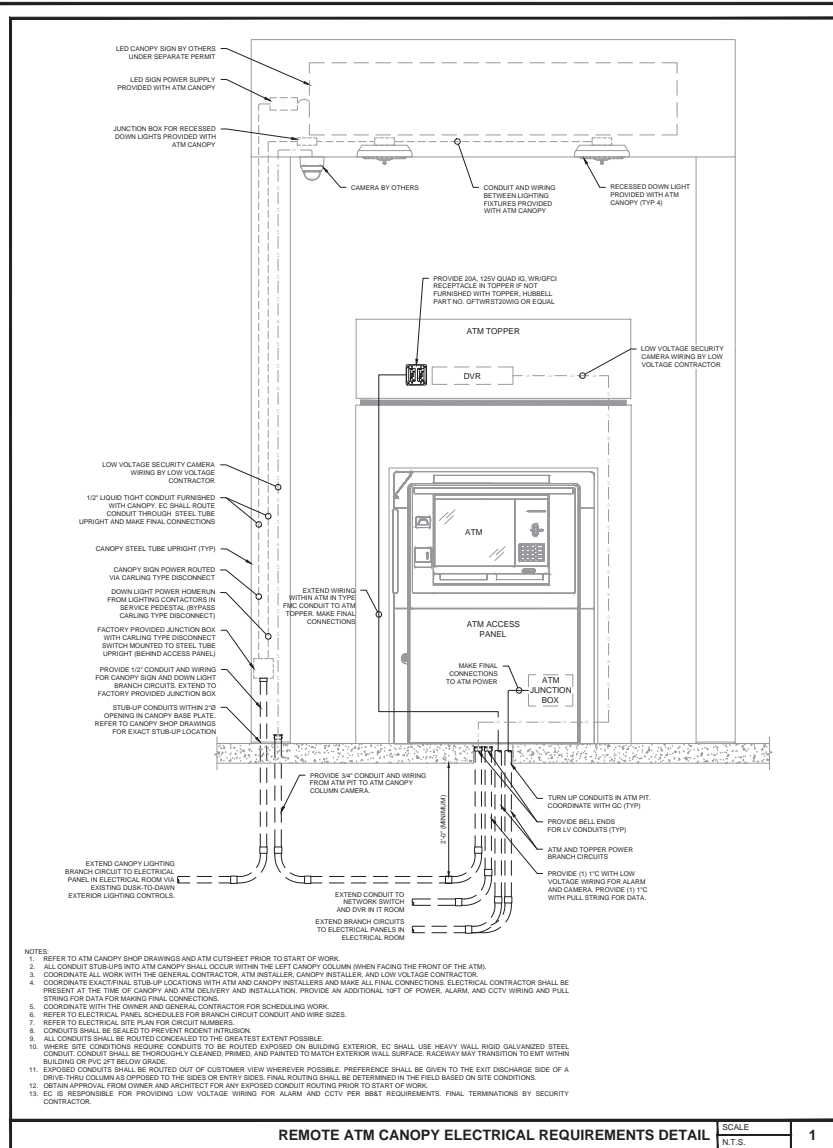 LED CANOPY SIGN BY OTHERS
UNDER SEPARATE PERMIT
LED SIGN POWER SUPPLY
PROVIDED WITH ATM CANOPY
JUNCTION BOX FOR RECESSED
DOWN LIGHTS PROVIDED WITH
ATM CANOPY
CAMERA BY OTHERS
CONDUIT AND WIRING
BETWEEN LIGHTING
FIXTURES PROVIDED
WITH ATM CANOPY
RECESSED DOWN LIGHT
PROVIDED WITH ATM
CANOPY (TYP 4)
PROVIDE 20A, 125V QUAD IG, WR/GFCI
RECEPTACLE IN TOPPER IF NOT
FURNISHED WITH TOPPER, HUBBELL
PART NO. GFTWRST20WIG OR EQUAL
ATM TOPPER
DVR
LOW VOLTAGE SECURITY
CAMERA WIRING BY LOW
VOLTAGE CONTRACTOR
LOW VOLTAGE SECURITY CAMERA
WIRING BY LOW VOLTAGE
CONTRACTOR
1/2" LIQUID TIGHT CONDUIT FURNISHED
WITH CANOPY. EC SHALL ROUTE
CONDUIT THROUGH STEEL TUBE
UPRIGHT AND MAKE FINAL CONNECTIONS
CANOPY STEEL TUBE UPRIGHT (TYP)
CANOPY SIGN POWER ROUTED
VIA CARLING TYPE DISCONNECT
DOWN LIGHT POWER HOMERUN
FROM LIGHTING CONTACTORS IN
SERVICE PEDESTAL (BYPASS
CARLING TYPE DISCONNECT)
FACTORY PROVIDED JUNCTION BOX
WITH CARLING TYPE DISCONNECT
SWITCH MOUNTED TO STEEL TUBE
UPRIGHT (BEHIND ACCESS PANEL)
PROVIDE 1/2" CONDUIT AND WIRING
FOR CANOPY SIGN AND DOWN LIGHT
BRANCH CIRCUITS. EXTEND TO
FACTORY PROVIDED JUNCTION BOX
STUB-UP CONDUITS WITHIN 2"Ø
OPENING IN CANOPY BASE PLATE.
REFER TO CANOPY SHOP DRAWINGS
FOR EXACT STUB-UP LOCATION
ATM
EXTEND WIRING
WITHIN ATM IN TYPE
FMC CONDUIT TO ATM
TOPPER. MAKE FINAL
CONNECTIONS
ATM ACCESS
PANEL
MAKE FINAL
CONNECTIONS
TO ATM POWER
ATM
JUNCTION
BOX
PROVIDE 3/4" CONDUIT AND WIRING
FROM ATM PIT TO ATM CANOPY
COLUMN CAMERA.
2'-0" (MINIMUM)
TURN UP CONDUITS IN ATM PIT.
COORDINATE WITH GC (TYP)
PROVIDE BELL ENDS
FOR LV CONDUITS (TYP)
ATM AND TOPPER POWER
BRANCH CIRCUITS
PROVIDE (1) 1"C WITH LOW
VOLTAGE WIRING FOR ALARM
AND CAMERA. PROVIDE (1) 1"C
WITH PULL STRING FOR DATA.
EXTEND CANOPY LIGHTING
BRANCH CIRCUIT TO ELECTRICAL
PANEL IN ELECTRICAL ROOM VIA
EXISTING DUSK-TO-DAWN
EXTERIOR LIGHTING CONTROLS.
EXTEND CONDUIT TO
NETWORK SWITCH
AND DVR IN IT ROOM
EXTEND BRANCH CIRCUITS
TO ELECTRICAL PANELS IN
ELECTRICAL ROOM
NOTES:
1. REFER TO ATM CANOPY SHOP DRAWINGS AND ATM CUTSHEET PRIOR TO START OF WORK.
2. ALL CONDUIT STUB-UPS INTO ATM CANOPY SHALL OCCUR WITHIN THE LEFT CANOPY COLUMN (WHEN FACING THE FRONT OF THE ATM).
3. COORDINATE ALL WORK WITH THE GENERAL CONTRACTOR, ATM INSTALLER, CANOPY INSTALLER, AND LOW VOLTAGE CONTRACTOR.
4. COORDINATE EXACT/FINAL STUB-UP LOCATIONS WITH ATM AND CANOPY INSTALLERS AND MAKE ALL FINAL CONNECTIONS. ELECTRICAL CONTRACTOR SHALL BE
PRESENT AT THE TIME OF CANOPY AND ATM DELIVERY AND INSTALLATION. PROVIDE AN ADDITIONAL 10FT OF POWER, ALARM, AND CCTV WIRING AND PULL
STRING FOR DATA FOR MAKING FINAL CONNECTIONS.
5. COORDINATE WITH THE OWNER AND GENERAL CONTRACTOR FOR SCHEDULING WORK.
6. REFER TO ELECTRICAL PANEL SCHEDULES FOR BRANCH CIRCUIT CONDUIT AND WIRE SIZES.
7. REFER TO ELECTRICAL SITE PLAN FOR CIRCUIT NUMBERS.
8. CONDUITS SHALL BE SEALED TO PREVENT RODENT INTRUSION.
9. ALL CONDUITS SHALL BE ROUTED CONCEALED TO THE GREATEST EXTENT POSSIBLE.
10. WHERE SITE CONDITIONS REQUIRE CONDUITS TO BE ROUTED EXPOSED ON BUILDING EXTERIOR, EC SHALL USE HEAVY WALL RIGID GALVANIZED STEEL
CONDUIT. CONDUIT SHALL BE THOROUGHLY CLEANED, PRIMED, AND PAINTED TO MATCH EXTERIOR WALL SURFACE. RACEWAY MAY TRANSITION TO EMT WITHIN
BUILDING OR PVC 2FT BELOW GRADE.
11. EXPOSED CONDUITS SHALL BE ROUTED OUT OF CUSTOMER VIEW WHEREVER POSSIBLE. PREFERENCE SHALL BE GIVEN TO THE EXIT DISCHARGE SIDE OF A
DRIVE-THRU COLUMN AS OPPOSED TO THE SIDES OR ENTRY SIDES. FINAL ROUTING SHALL BE DETERMINED IN THE FIELD BASED ON SITE CONDITIONS.
12. OBTAIN APPROVAL FROM OWNER AND ARCHITECT FOR ANY EXPOSED CONDUIT ROUTING PRIOR TO START OF WORK.
13. EC IS RESPONSIBLE FOR PROVIDING LOW VOLTAGE WIRING FOR ALARM AND CCTV PER BB&T REQUIREMENTS. FINAL TERMINATIONS BY SECURITY
CONTRACTOR.
REMOTE ATM CANOPY ELECTRICAL REQUIREMENTS DETAIL
SCALE
N.T.S.
1